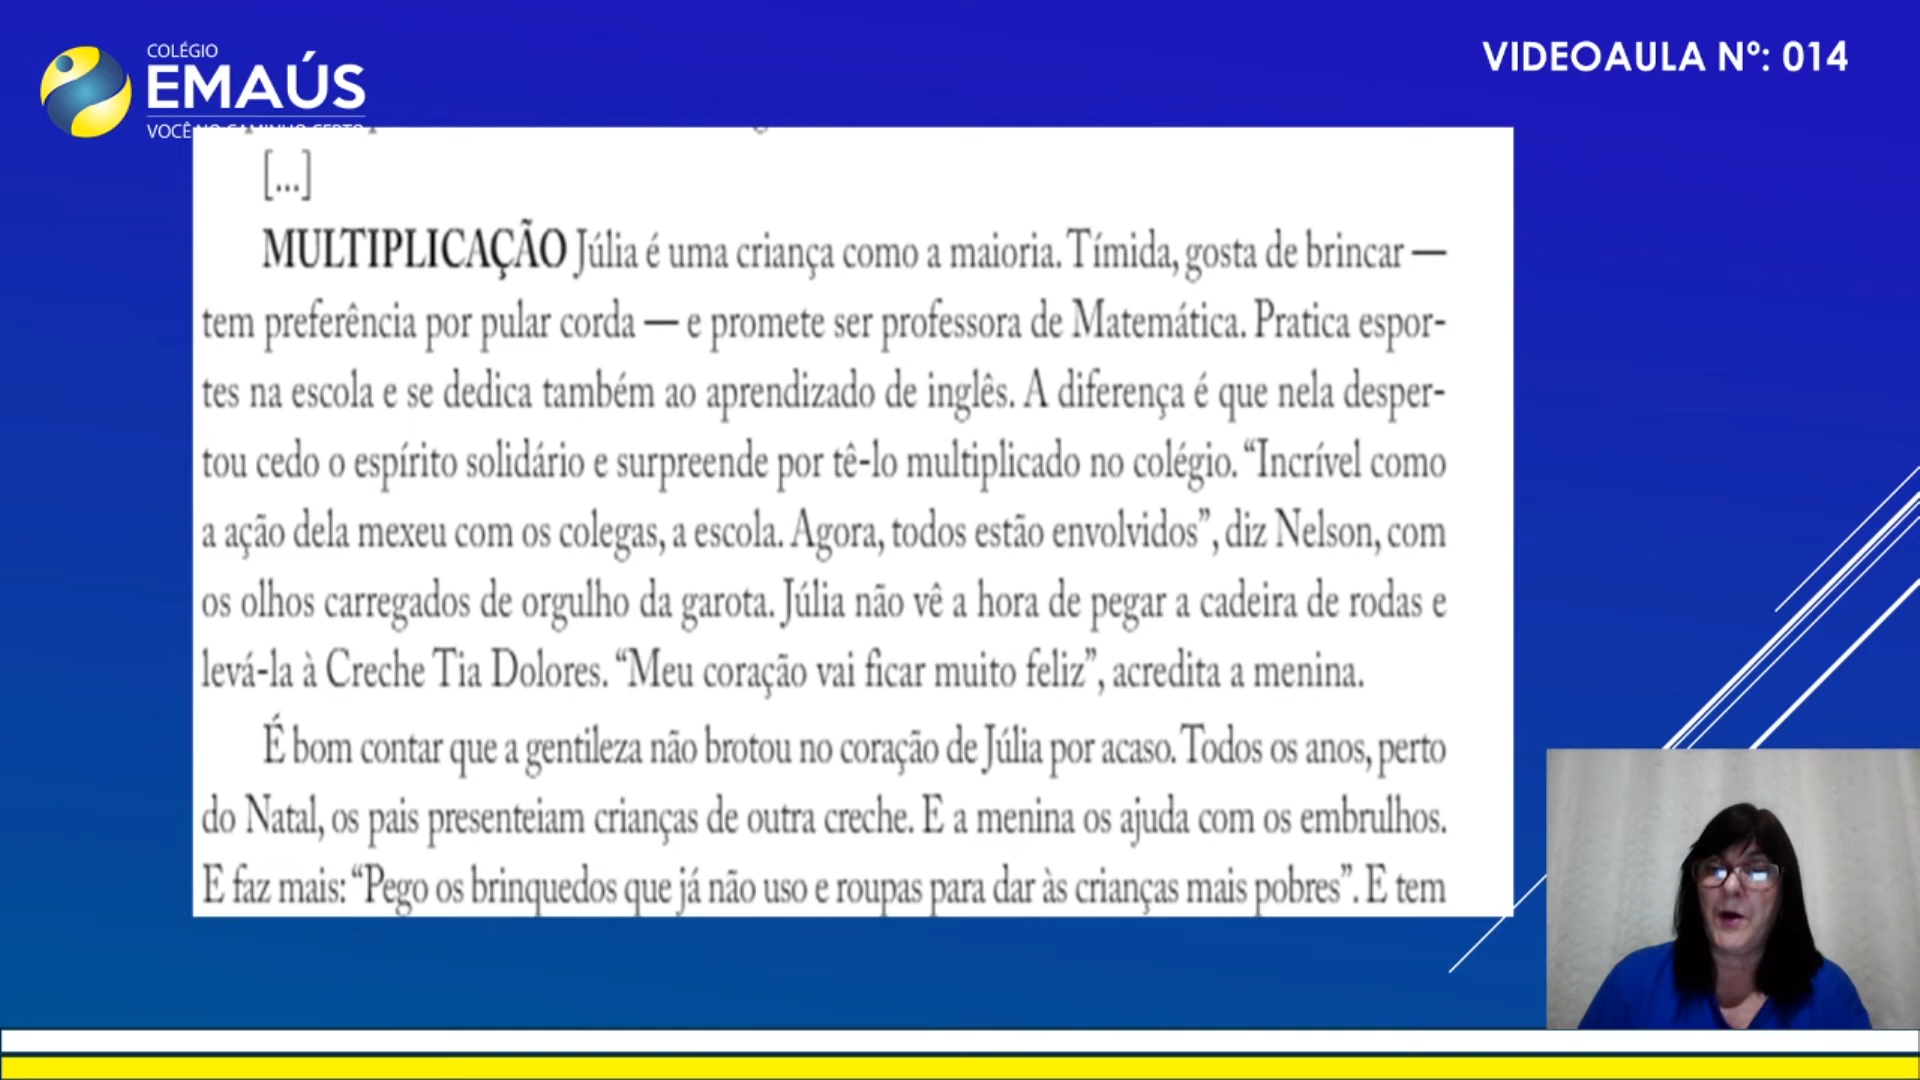 COLÉGIO
EMAÚS
VOCÊ NO CAMINHO CERTO
VIDEOAULA Nº: 014
[...]
MULTIPLICAÇÃO Júlia é uma criança como a maioria. Tímida, gosta de brincar —
tem preferência por pular corda — e promete ser professora de Matemática. Pratica espor-
tes na escola e se dedica também ao aprendizado de inglês. A diferença é que nela desper-
tou cedo o espírito solidário e surpreende por tê-lo multiplicado no colégio. “Incrível como
a ação dela mexeu com os colegas, a escola. Agora, todos estão envolvidos”, diz Nelson, com
os olhos carregados de orgulho da garota. Júlia não vê a hora de pegar a cadeira de rodas e
levá-la à Creche Tia Dolores. “Meu coração vai ficar muito feliz”, acredita a menina.
É bom contar que a gentileza não brotou no coração de Júlia por acaso. Todos os anos, perto
do Natal, os pais presenteiam crianças de outra creche. E a menina os ajuda com os embrulhos.
E faz mais: “Pego os brinquedos que já não uso e roupas para dar às crianças mais pobres”. E tem